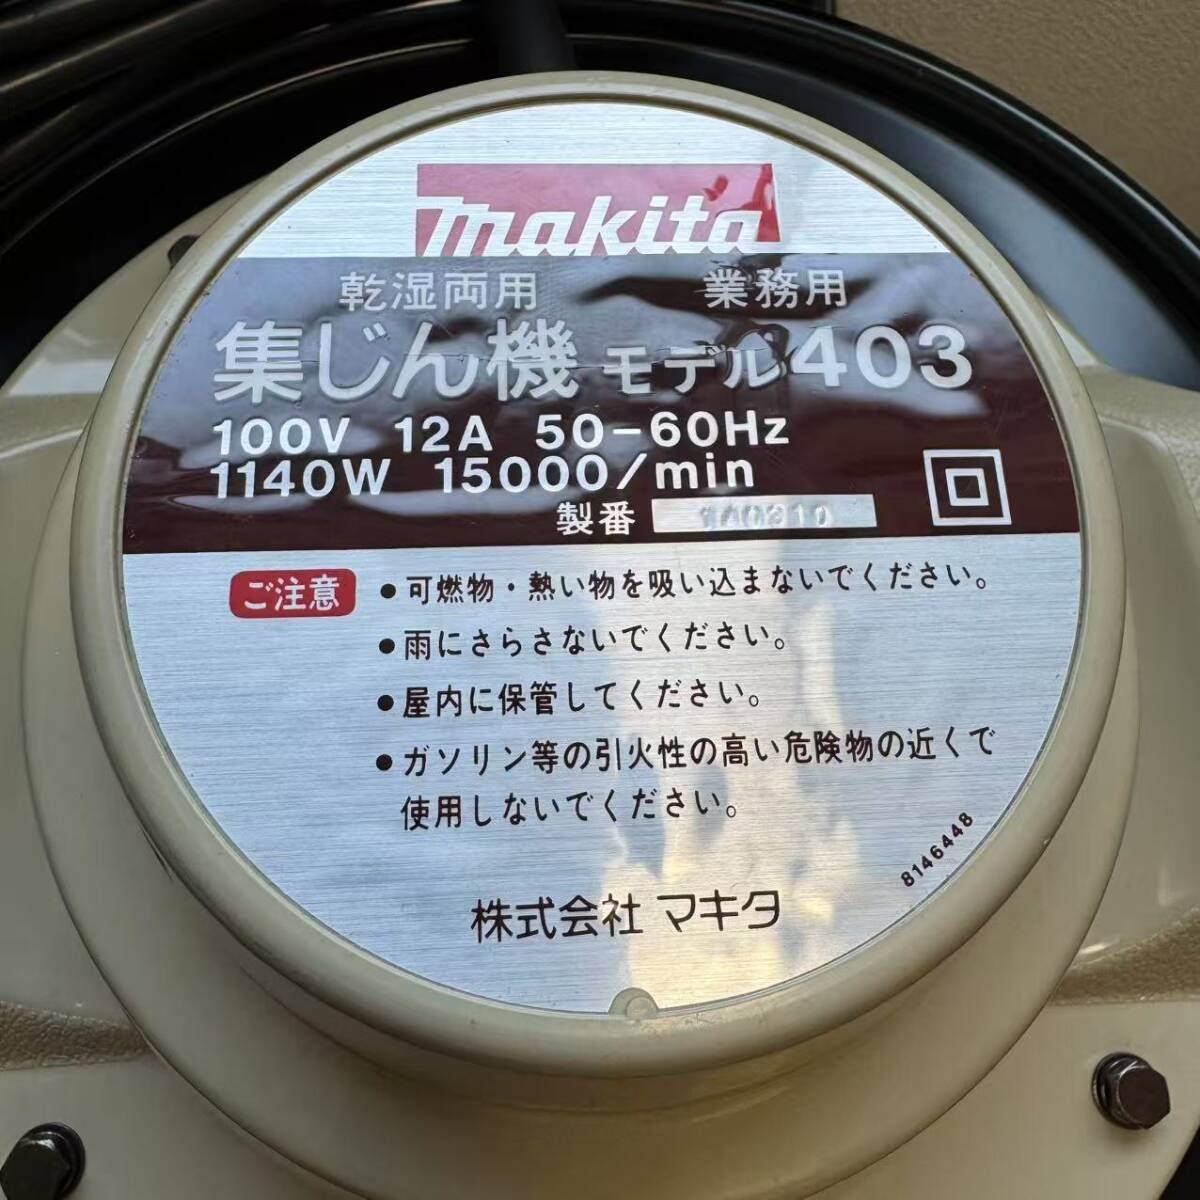 makita
乾湿両用 業務用
集じん機 モデル403
100V 12A 50-60Hz
1140W 15000/min
製番
ご注意 ●可燃物・熱い物を吸い込まないでください。
●雨にさらさないでください。
●屋内に保管してください。
●ガソリン等の引火性の高い危険物の近くで
使用しないでください。
8146448
株式会社 マキタ